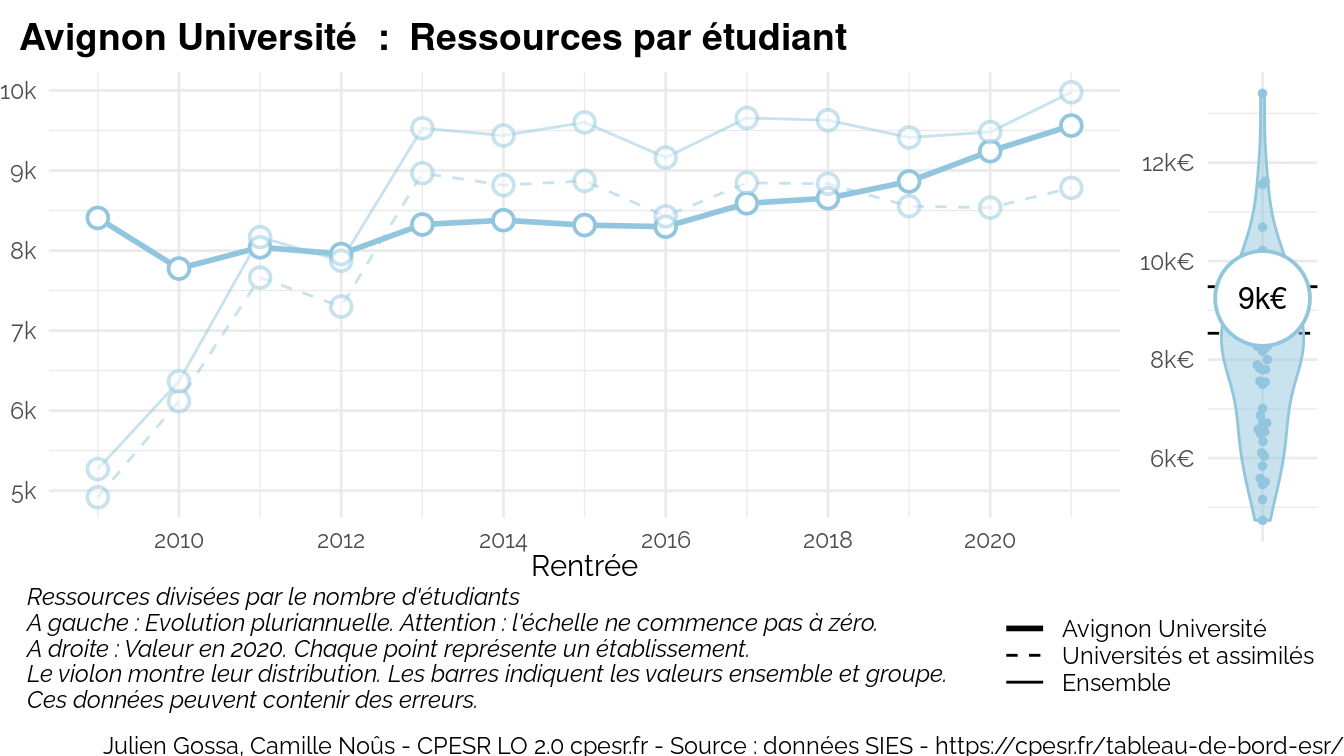 Avignon Université : Ressources par étudiant
10k
9k
8k
7k
6k
5k
2010 2012 2014 2016 2018 2020
Rentrée
12k€
10k€
8k€
6k€
9k€
Ressources divisées par le nombre d'étudiants
A gauche : Evolution pluriannuelle. Attention : l'échelle ne commence pas à zéro.
A droite : Valeur en 2020. Chaque point représente un établissement.
Le violon montre leur distribution. Les barres indiquent les valeurs ensemble et groupe.
Ces données peuvent contenir des erreurs.
Avignon Université
Universités et assimilés
Ensemble
Julien Gossa, Camille Noûs - CPESR LO 2.0 cpesr.fr - Source : données SIES - https://cpesr.fr/tableau-de-bord-esr/